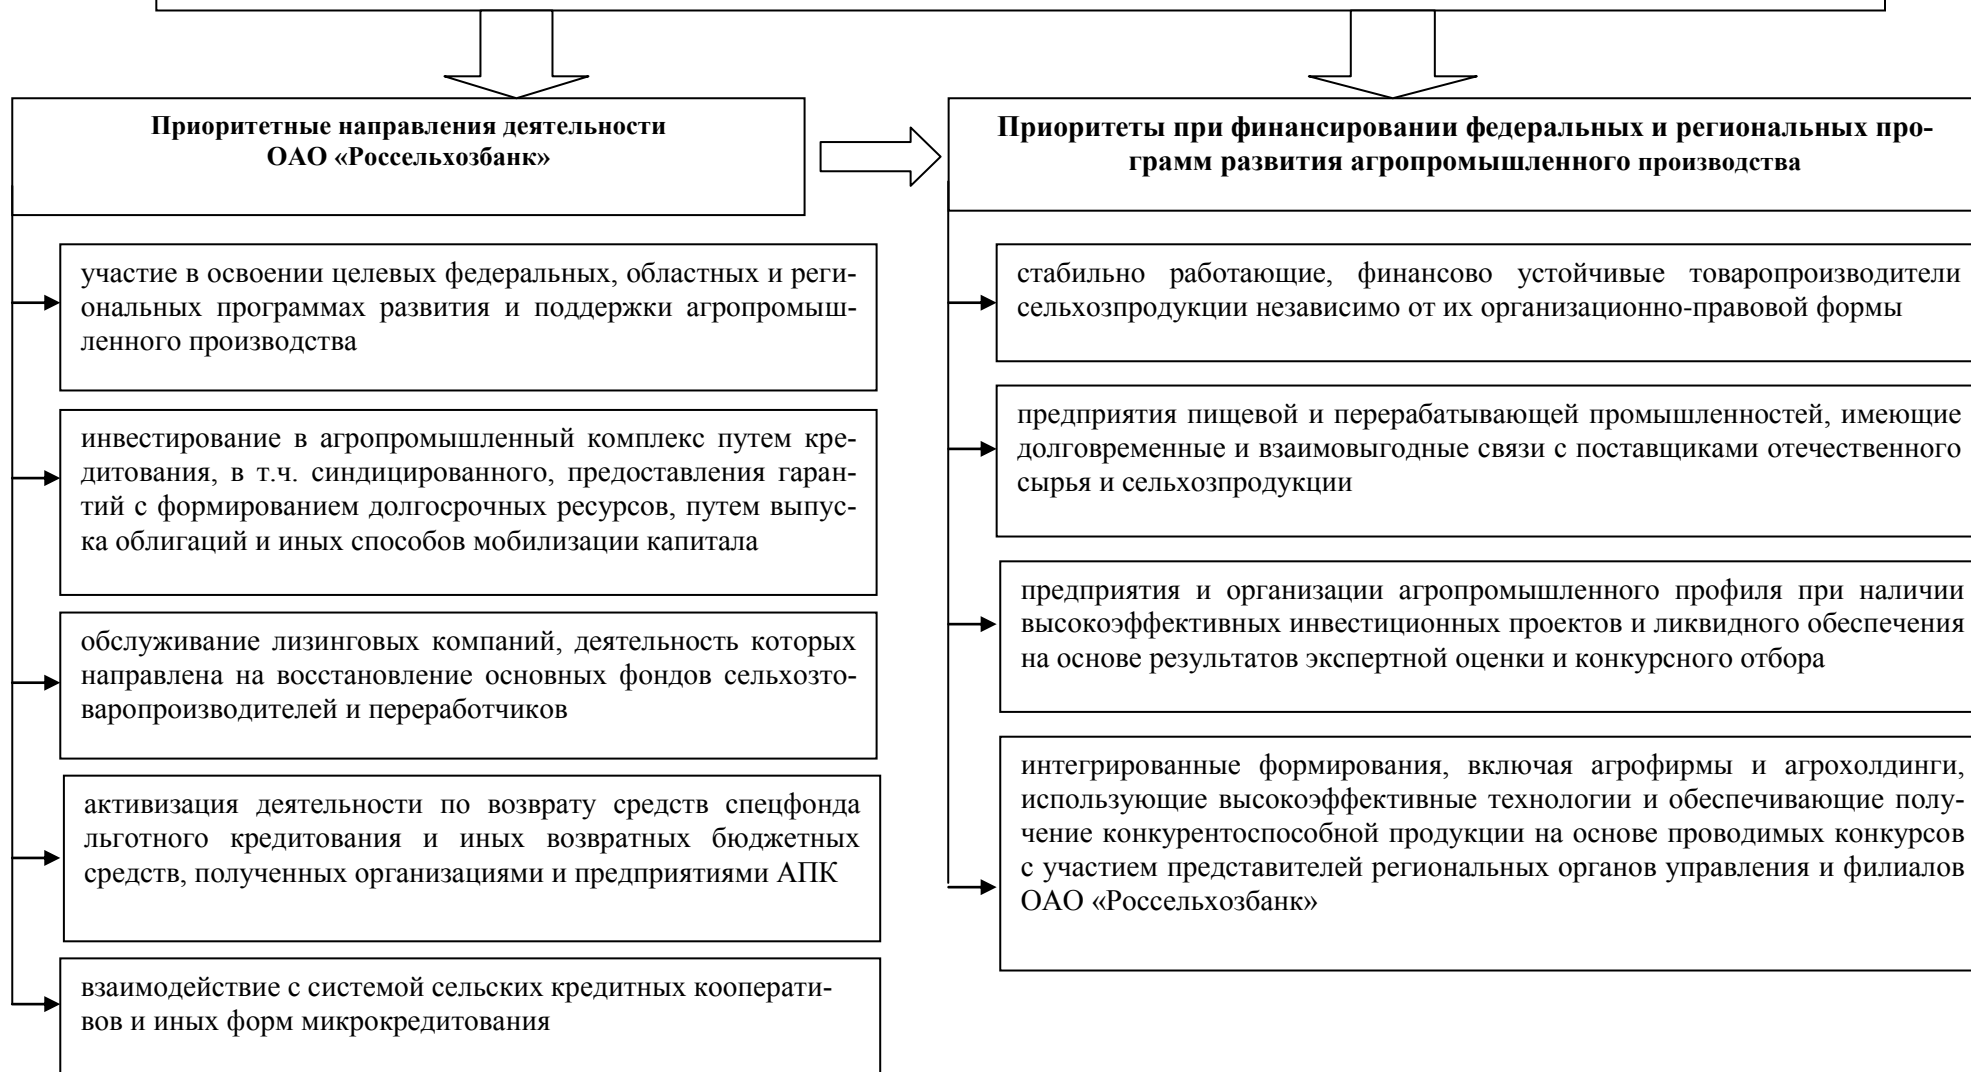 Приоритетные направления деятельности
ОАО «Россельхозбанк»
участие в освоении целевых федеральных, областных и реги-
ональных программах развития и поддержки агропромыш-
ленного производства
инвестирование в агропромышленный комплекс путем кре-
дитования, в т.ч. синдицированного, предоставления гаран-
тий с формированием долгосрочных ресурсов, путем выпус-
ка облигаций и иных способов мобилизации капитала
обслуживание лизинговых компаний, деятельность которых
направлена на восстановление основных фондов сельхозто-
варопроизводителей и переработчиков
активизация деятельности по возврату средств спецфонда
льготного кредитования и иных возвратных бюджетных
средств, полученных организациями и предприятиями АПК
взаимодействие с системой сельских кредитных кооперати-
вов и иных форм микрокредитования
Приоритеты при финансировании федеральных и региональных про-
грамм развития агропромышленного производства
стабильно работающие, финансово устойчивые товаропроизводители
сельхозпродукции независимо от их организационно-правовой формы
предприятия пищевой и перерабатывающей промышленностей, имеющие
долговременные и взаимовыгодные связи с поставщиками отечественного
сырья и сельхозпродукции
предприятия и организации агропромышленного профиля при наличии
высокоэффективных инвестиционных проектов и ликвидного обеспечения
на основе результатов экспертной оценки и конкурсного отбора
интегрированные формирования, включая агрофирмы и агрохолдинги,
использующие высокоэффективные технологии и обеспечивающие полу-
чение конкурентоспособной продукции на основе проводимых конкурсов
с участием представителей региональных органов управления и филиалов
ОАО «Россельхозбанк»